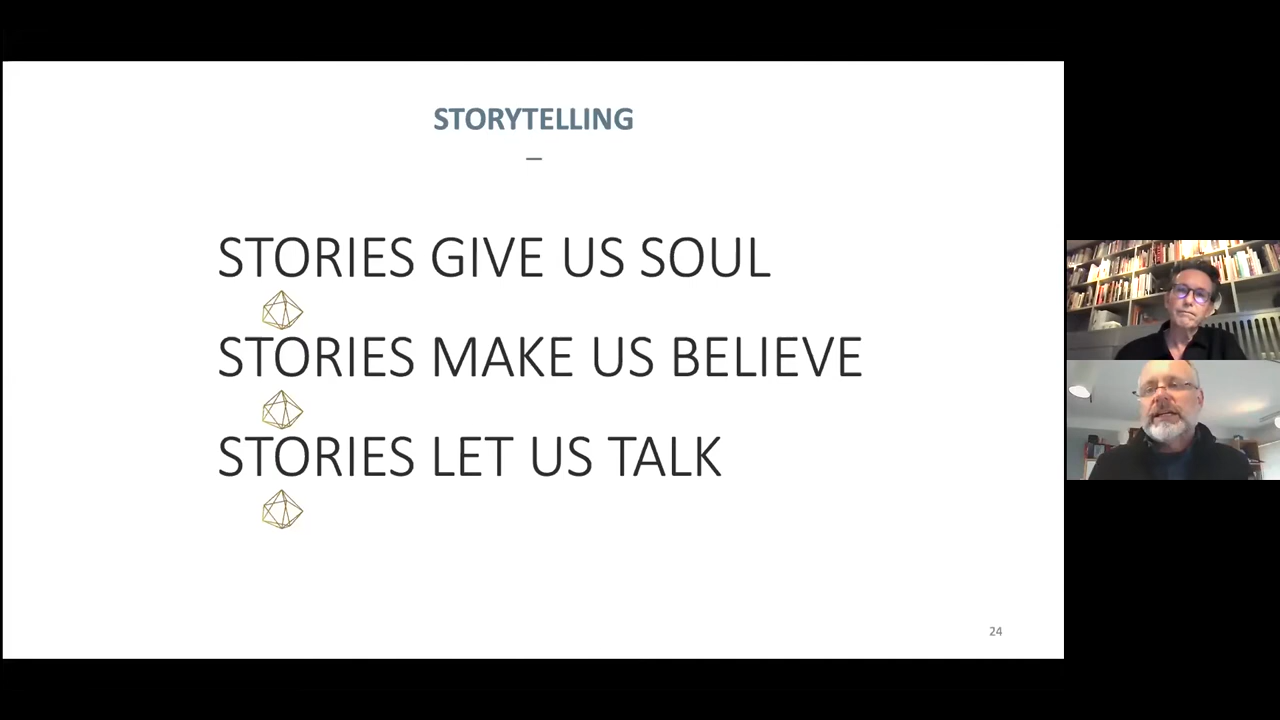 STORYTELLING
–
STORIES GIVE US SOUL
STORIES MAKE US BELIEVE
STORIES LET US TALK
24